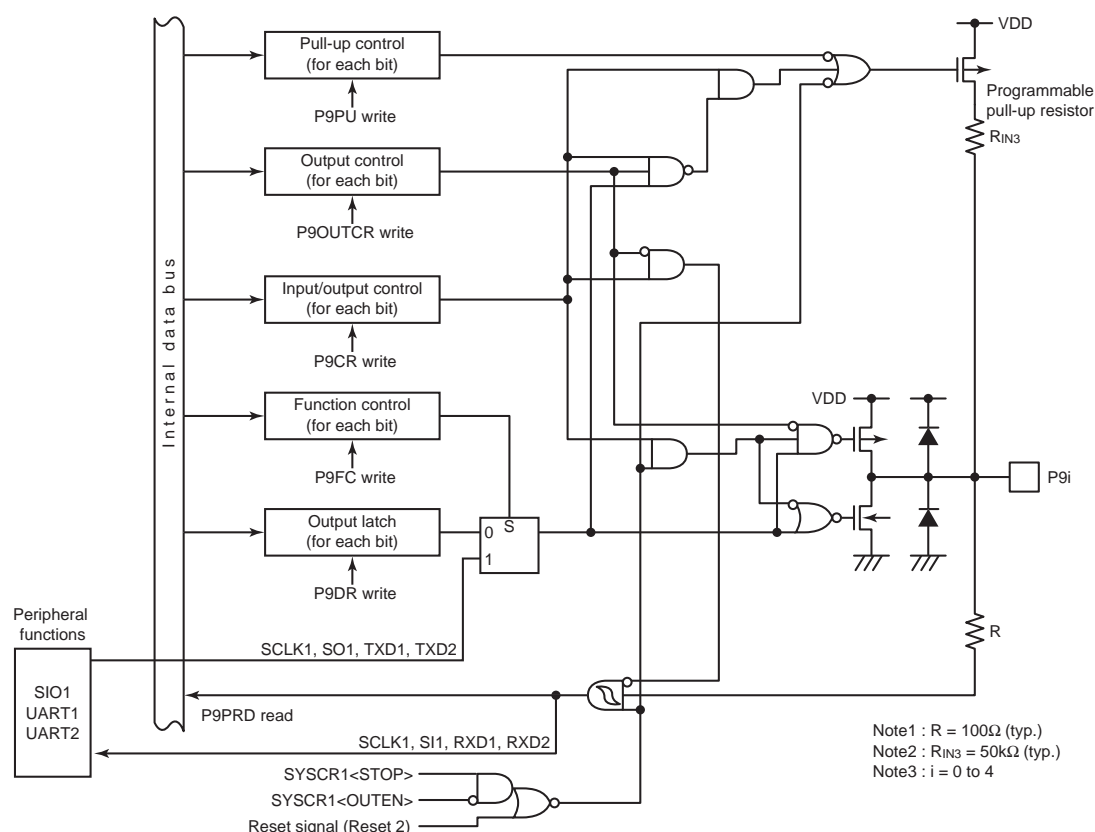 VDD
Pull-up control
(for each bit)
P9PU write
Programmable
pull-up resistor
RIN3
Output control
(for each bit)
P9OUTCR write
Internal data bus
Input/output control
(for each bit)
P9CR write
Function control
(for each bit)
P9FC write
VDD
P9i
Output latch
(for each bit)
P9DR write
0
S
1
Peripheral
functions
SIO1
UART1
UART2
SCLK1, SO1, TXD1, TXD2
R
P9PRD read
SCLK1, SI1, RXD1, RXD2
SYSCR1<STOP>
SYSCR1<OUTEN>
Reset signal (Reset 2)
Note1 : R = 100Ω (typ.)
Note2 : RIN3 = 50kΩ (typ.)
Note3 : i = 0 to 4